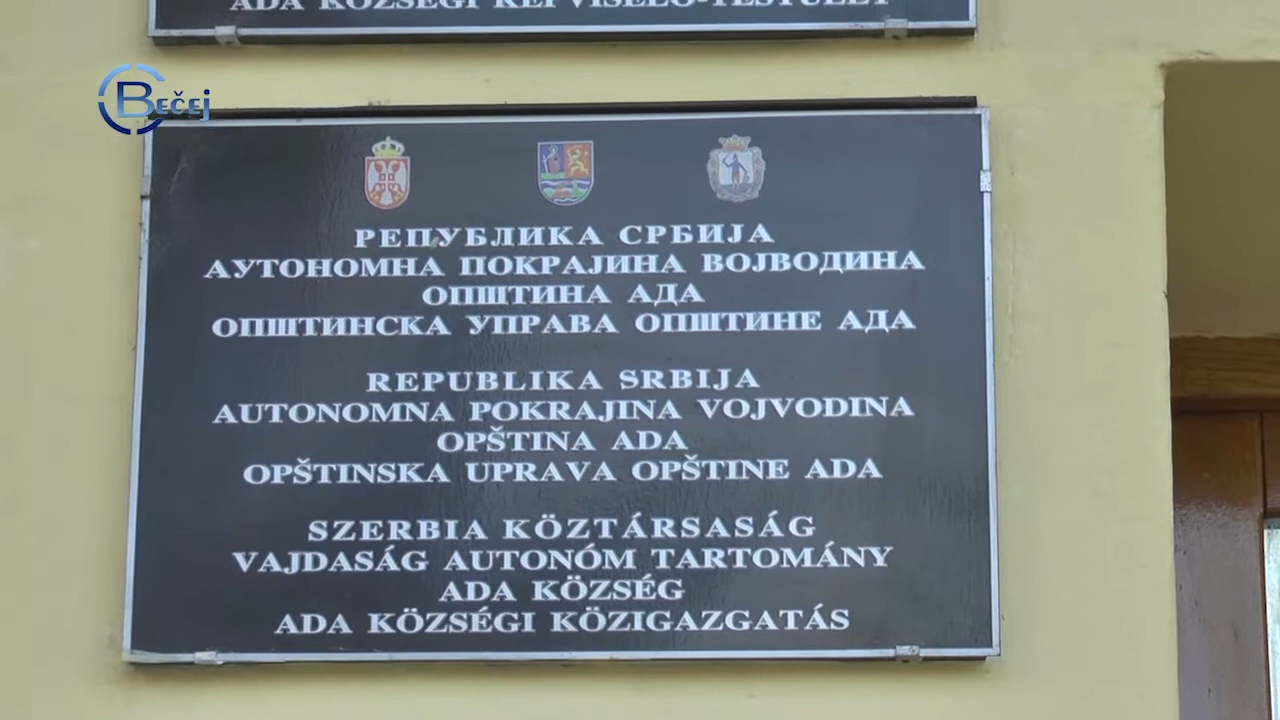 ADA KÖZSÉGI KÉPVISELŐ-TESTÜLET
BEČEJ
РЕПУБЛИКА СРБИЈА
АУТОНОМНА ПОКРАЈИНА ВОЈВОДИНА
ОПШТИНА АДА
ОПШТИНСКА УПРАВА ОПШТИНЕ АДА
REPUBLIKA SRBIJA
AUTONOMNA POKRAJINA VOJVODINA
OPŠTINA ADA
OPŠTINSKA UPRAVA OPŠTINE ADA
SZERBIA KÖZTÁRSASÁG
VAJDASÁG AUTONÓM TARTOMÁNY
ADA KÖZSÉG
ADA KÖZSÉGI KÖZIGAZGATÁS